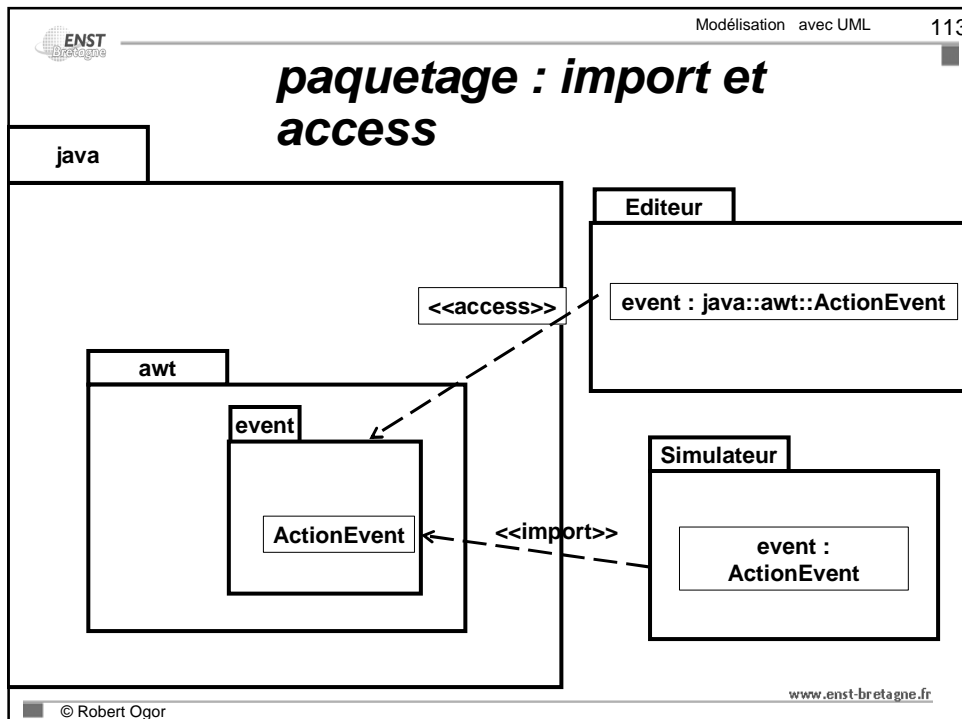 Modélisation avec UML
113
ENST
Bretagne
paquetage : import et
access
java
Editeur
<<access>>
event : java::awt::ActionEvent
awt
event
Simulateur
ActionEvent
<<import>>
event :
ActionEvent
www.enst-bretagne.fr
© Robert Ogor